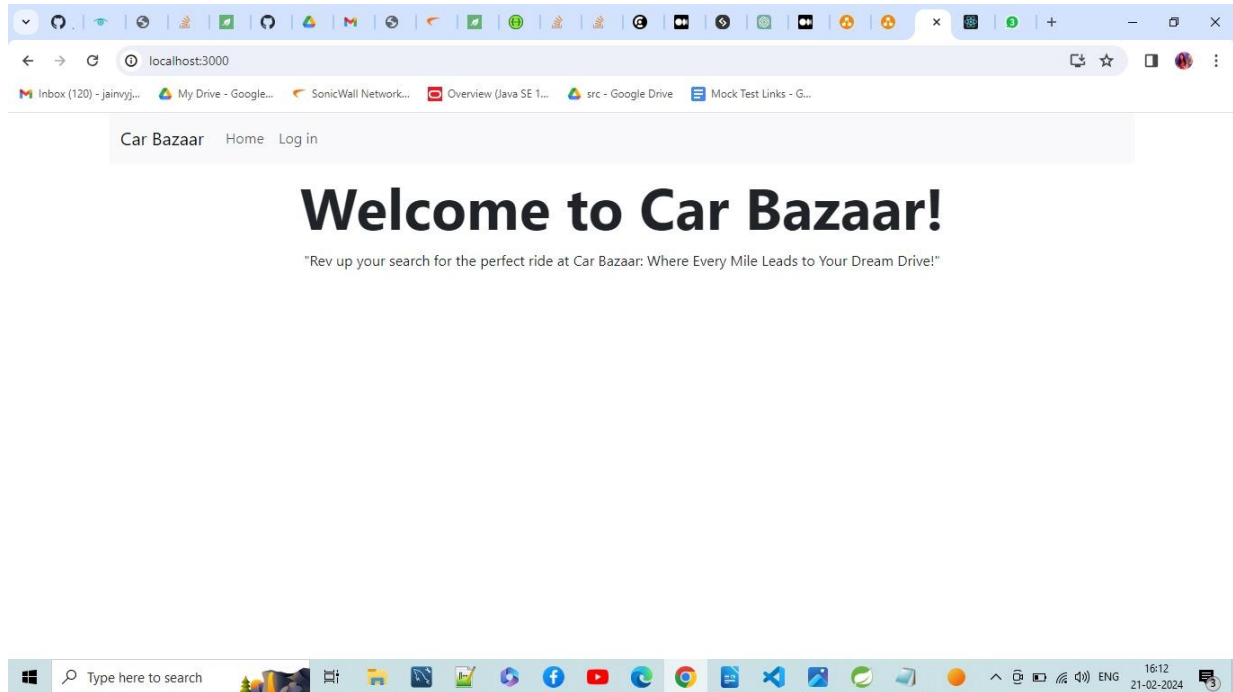 localhost:3000
Inbox (120) - jainvyj... My Drive - Google... SonicWall Network... Overview (Java SE 1... src - Google Drive Mock Test Links - G...
Car Bazaar Home Log in
Welcome to Car Bazaar!
"Rev up your search for the perfect ride at Car Bazaar: Where Every Mile Leads to Your Dream Drive!"
Type here to search ENG 16:12
21-02-2024 3